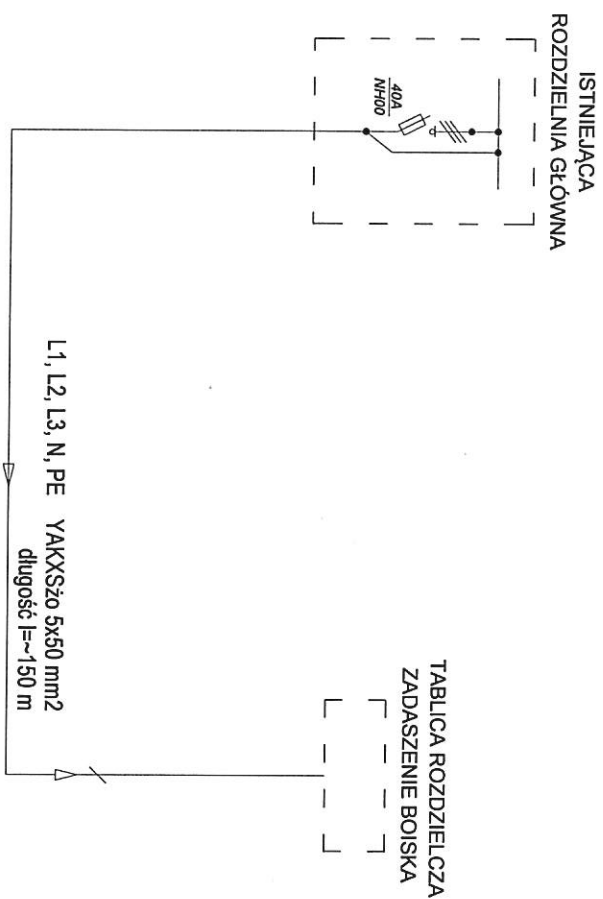 ISTNIEJĄCA
ROZDZIELNIA GŁÓWNA
40A
NH00
L1, L2, L3, N, PE YAKXSżo 5x50 mm2
długość l=~150 m
TABLICA ROZDZIELCZA
ZADASZENIE BOISKA